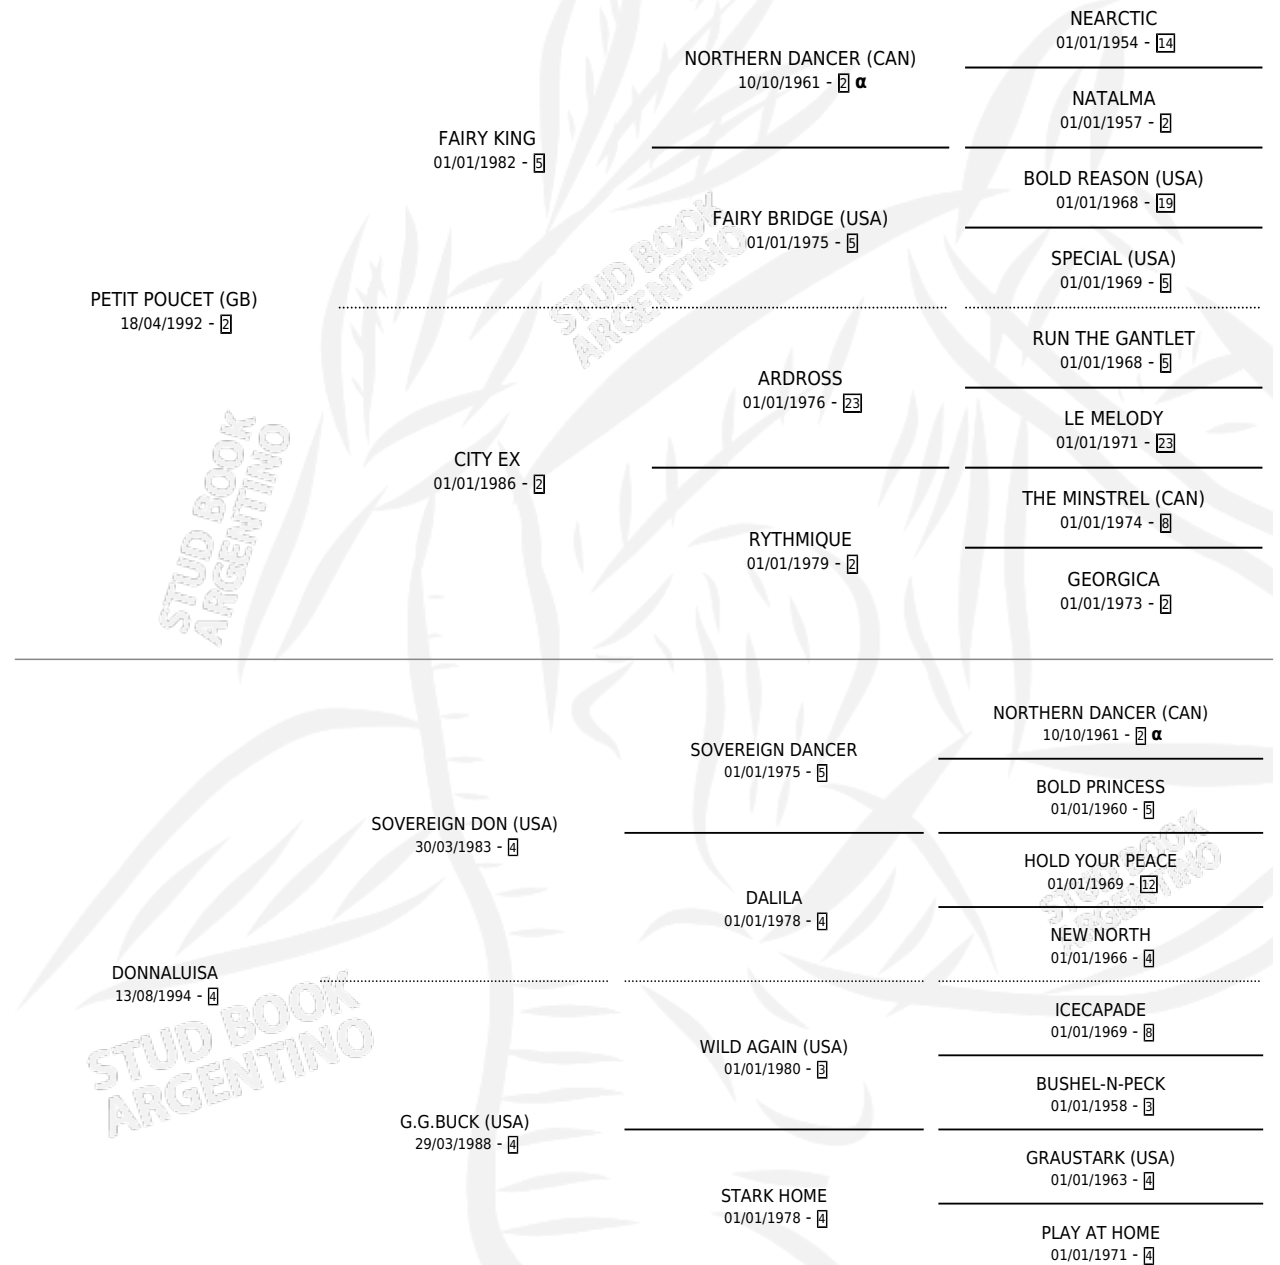 NEARCTIC
01/01/1954 - 14
NORTHERN DANCER (CAN)
10/10/1961 - 2 α
NATALMA
01/01/1957 - 2
FAIRY KING
01/01/1982 - 5
BOLD REASON (USA)
01/01/1968 - 19
FAIRY BRIDGE (USA)
01/01/1975 - 5
SPECIAL (USA)
01/01/1969 - 5
PETIT POUCET (GB)
18/04/1992 - 2
RUN THE GANTLET
01/01/1968 - 5
ARDROSS
01/01/1976 - 23
LE MELODY
01/01/1971 - 23
CITY EX
01/01/1986 - 2
THE MINSTREL (CAN)
01/01/1974 - 8
RYTHMIQUE
01/01/1979 - 2
GEORGICA
01/01/1973 - 2
STUD BOOK
ARGENTINO
STUD BOOK
ARGENTINO
NORTHERN DANCER (CAN)
10/10/1961 - 2 α
SOVEREIGN DANCER
01/01/1975 - 5
BOLD PRINCESS
01/01/1960 - 5
SOVEREIGN DON (USA)
30/03/1983 - 4
HOLD YOUR PEACE
01/01/1969 - 12
DALILA
01/01/1978 - 4
NEW NORTH
01/01/1966 - 4
DONNALUISA
13/08/1994 - 4
ICECAPADE
01/01/1969 - 8
WILD AGAIN (USA)
01/01/1980 - 3
BUSHEL-N-PECK
01/01/1958 - 3
G.G.BUCK (USA)
29/03/1988 - 4
GRAUSTARK (USA)
01/01/1963 - 4
STARK HOME
01/01/1978 - 4
PLAY AT HOME
01/01/1971 - 4
STUD BOOK
ARGENTINO
STUD BOOK
ARGENTINO